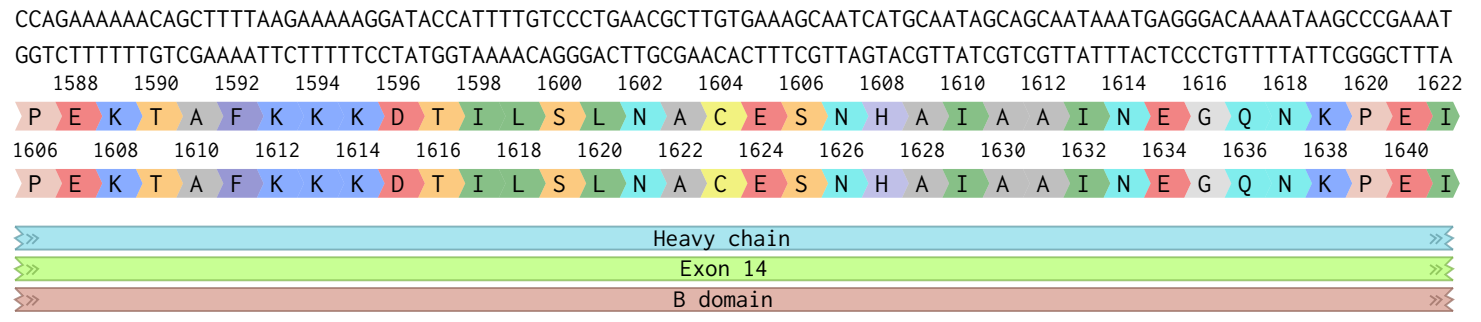 CCAGAAAAAACAGCTTTTAAGAAAAAGGATACCATTTTGTCCCTGAACGCTTGTGAAAGCAATCATGCAATAGCAGCAATAAATGAGGGACAAAATAAGCCCGAAAT
GGTCTTTTTTGTCGAAAATTCTTTTTCCTATGGTAAAACAGGGACTTGCGAACACTTTCGTTAGTACGTTATCGTCGTTATTTACTCCCTGTTTTATTCGGGCTTTA
1588 1590 1592 1594 1596 1598 1600 1602 1604 1606 1608 1610 1612 1614 1616 1618 1620 1622
P E K T A F K K K D T I L S L N A C E S N H A I A A I N E G Q N K P E I
1606 1608 1610 1612 1614 1616 1618 1620 1622 1624 1626 1628 1630 1632 1634 1636 1638 1640
P E K T A F K K K D T I L S L N A C E S N H A I A A I N E G Q N K P E I
Heavy chain
Exon 14
B domain